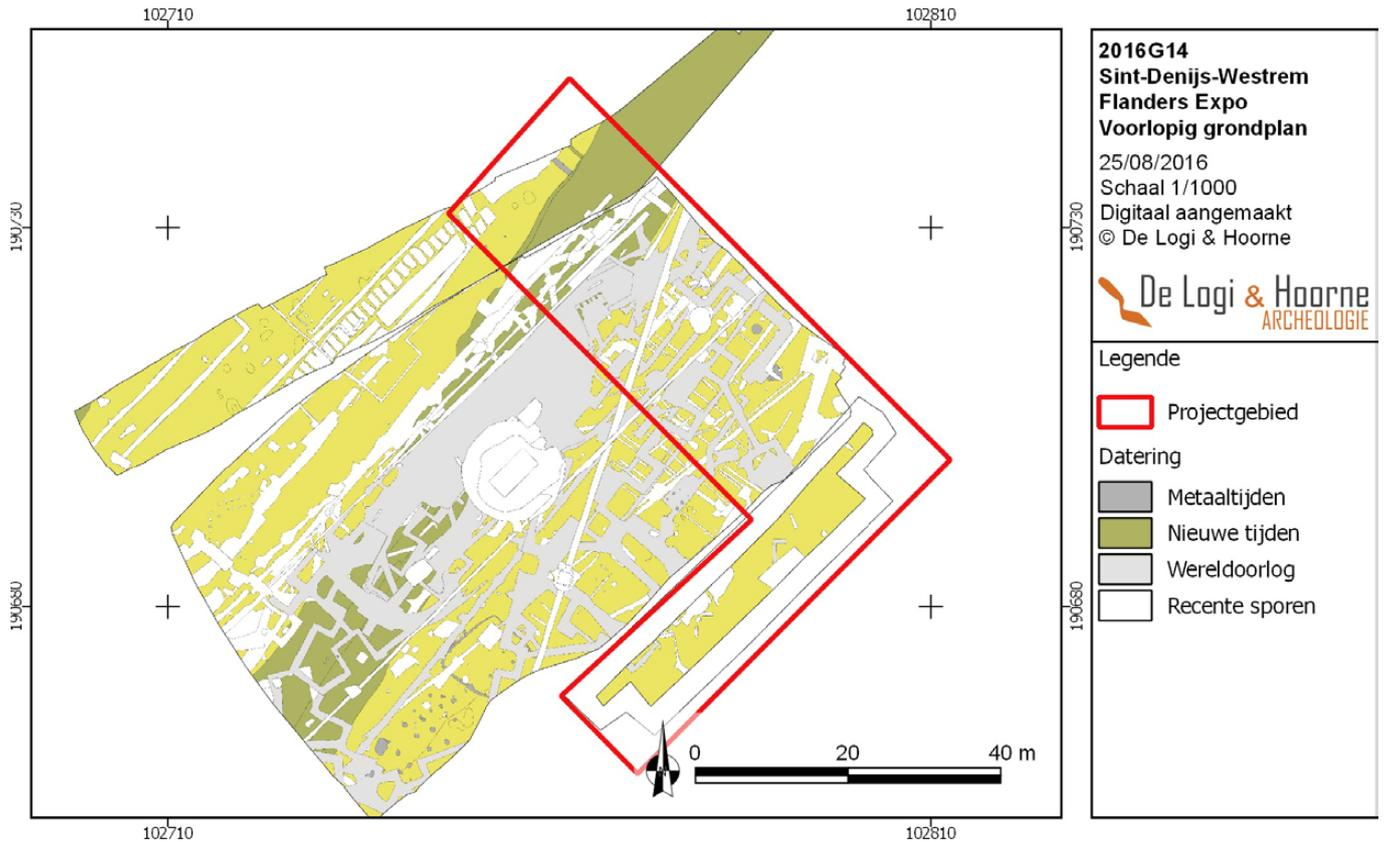 102710
102810
190730
190730
190680
190680
0 20 40 m
102710
102810
2016G14
Sint-Denijs-Westrem
Flanders Expo
Voorlopig grondplan
25/08/2016
Schaal 1/1000
Digitaal aangemaakt
© De Logi & Hoorne
De Logi & Hoorne
ARCHEOLOGIE
Legende
Projectgebied
Datering
Metaaltijden
Nieuwe tijden
Wereldoorlog
Recente sporen